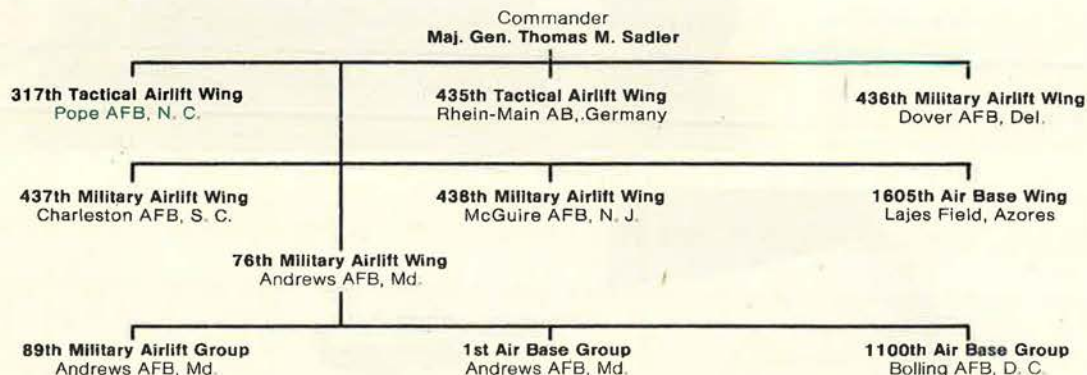 Commander
Maj. Gen. Thomas M. Sadler
317th Tactical Airlift Wing
Pope AFB, N. C.
435th Tactical Airlift Wing
Rhein-Main AB,.Germany
436th Military Airlift Wing
Dover AFB, Del.
437th Military Airlift Wing
Charleston AFB, S. C.
438th Military Airlift Wing
McGuire AFB, N. J.
1605th Air Base Wing
Lajes Field, Azores
76th Military Airlift Wing
Andrews AFB, Md.
89th Military Airlift Group
Andrews AFB, Md.
1st Air Base Group
Andrews AFB, Md.
1100th Air Base Group
Bolling AFB, D. C.